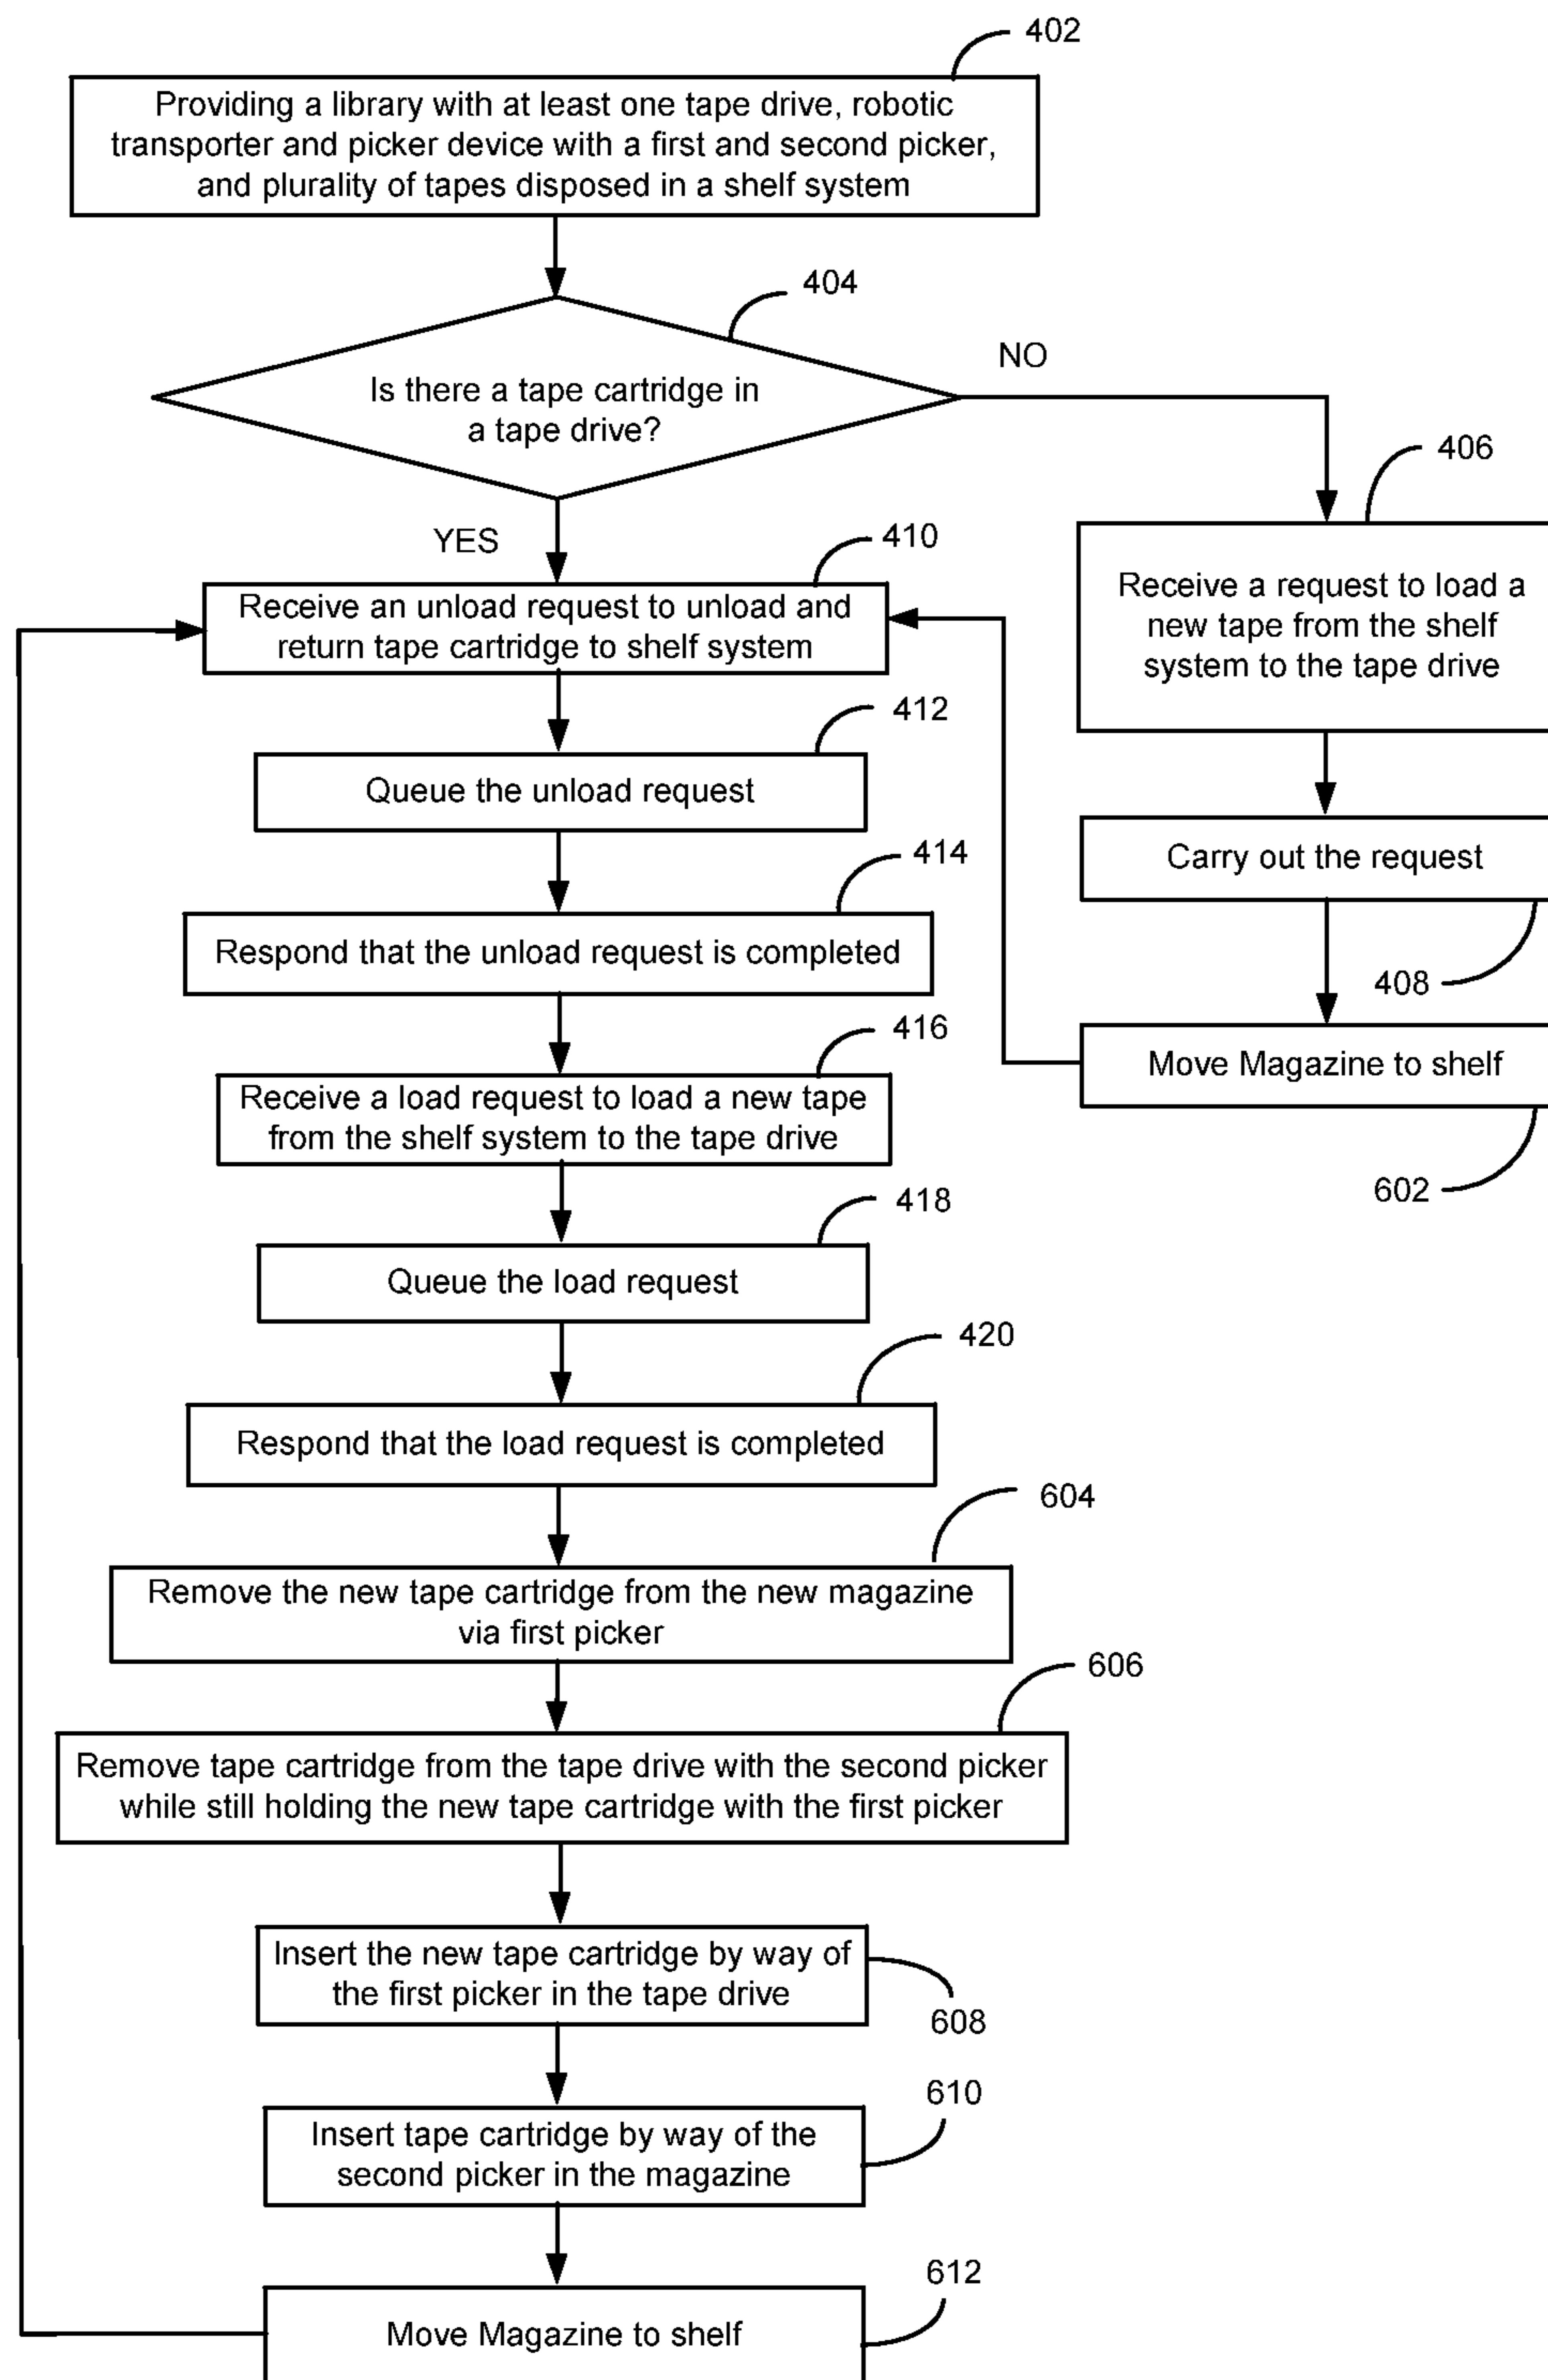 402
Providing a library with at least one tape drive, robotic
transporter and picker device with a first and second picker,
and plurality of tapes disposed in a shelf system
404
Is there a tape cartridge in
a tape drive?
NO
YES
406
Receive a request to load a
new tape from the shelf
system to the tape drive
Carry out the request
408
Move Magazine to shelf
602
410
Receive an unload request to unload and
return tape cartridge to shelf system
412
Queue the unload request
414
Respond that the unload request is completed
416
Receive a load request to load a new tape
from the shelf system to the tape drive
418
Queue the load request
420
Respond that the load request is completed
604
Remove the new tape cartridge from the new magazine
via first picker
606
Remove tape cartridge from the tape drive with the second picker
while still holding the new tape cartridge with the first picker
Insert the new tape cartridge by way of
the first picker in the tape drive
608
610
Insert tape cartridge by way of the
second picker in the magazine
612
Move Magazine to shelf